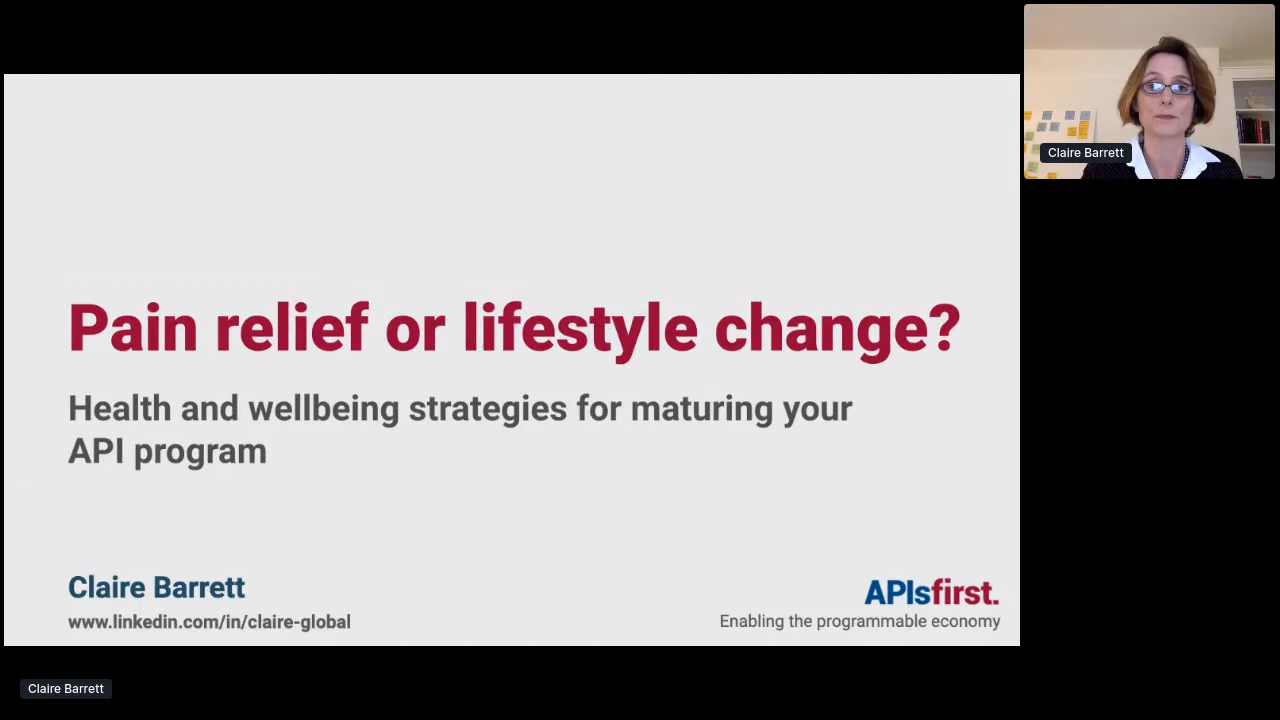 Pain relief or lifestyle change?
Health and wellbeing strategies for maturing your
API program
Claire Barrett
www.linkedin.com/in/claire-global
APIsfirst.
Enabling the programmable economy
Claire Barrett
Claire Barrett